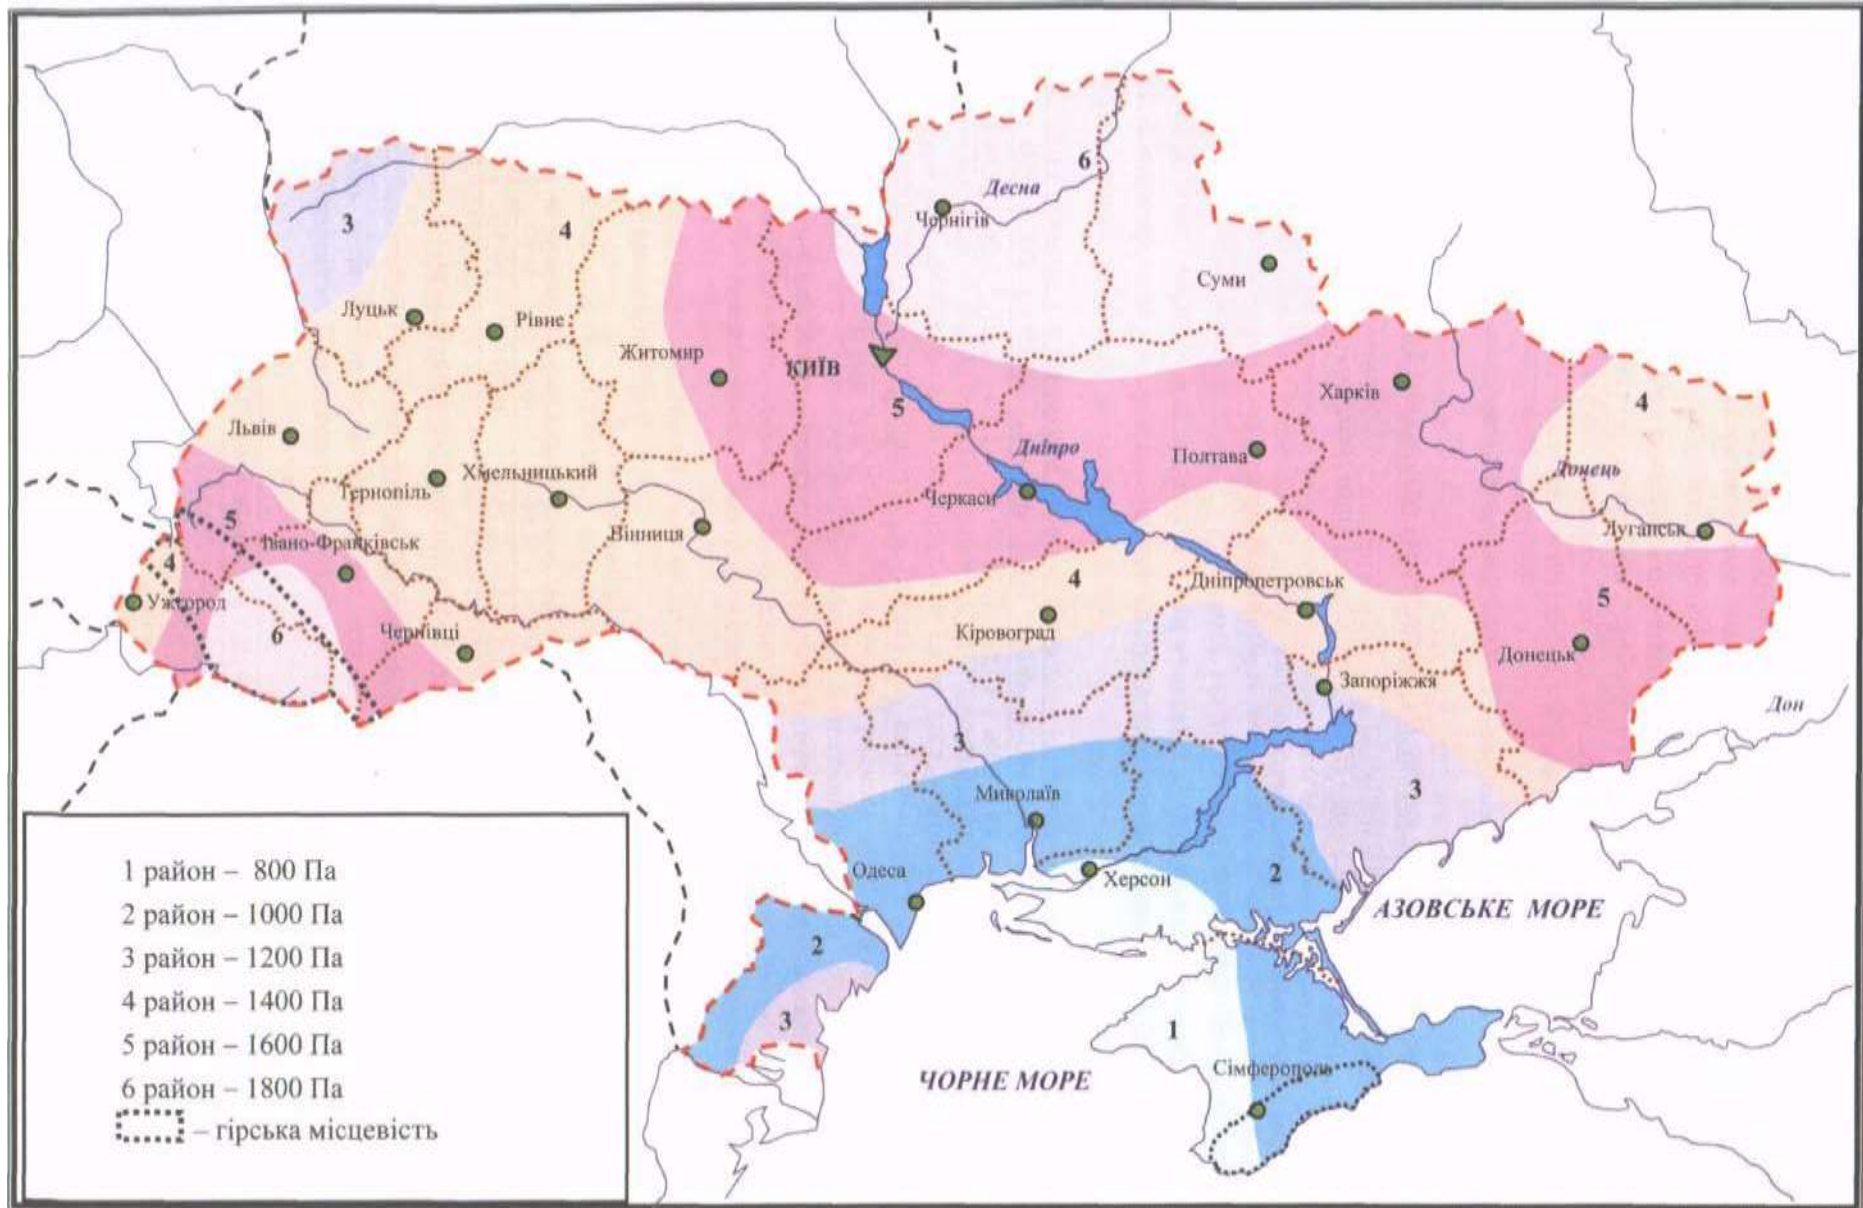 6
Десна
Чернігів
3
4
Суми
Луцьк
Рівне
Житомир
КИЇВ
5
Харків
4
Львів
Дніпро
Полтава
Донець
Хмельницький
Тернопіль
Черкаси
5
Вінниця
Луганськ
Івано-Франківськ
4
4
Дніпропетровськ
5
Ужгород
6
Чернівці
Кіровоград
Донецьк
Запоріжжя
Дон
3
Миколаїв
3
Одеса
Херсон
2
АЗОВСЬКЕ МОРЕ
2
3
1
ЧОРНЕ МОРЕ
Сімферополь
1 район – 800 Па
2 район – 1000 Па
3 район – 1200 Па
4 район – 1400 Па
5 район – 1600 Па
6 район – 1800 Па
– гірська місцевість